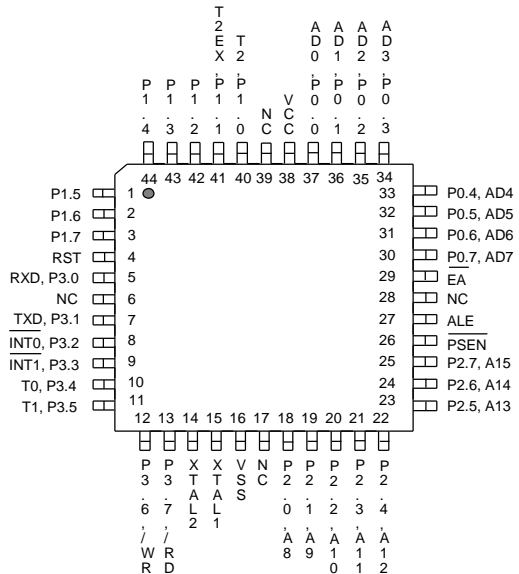 P1.4
P1.3
P1.2
T2EX,P1.1
T2,P1.0
NC
VCC
AD0,P0.0
AD1,P0.1
AD2,P0.2
AD3,P0.3
44 43 42 41 40 39 38 37 36 35 34
P1.5 1
P1.6 2
P1.7 3
RST 4
RXD, P3.0 5
NC 6
TXD, P3.1 7
INT0, P3.2 8
INT1, P3.3 9
T0, P3.4 10
T1, P3.5 11
33 P0.4, AD4
32 P0.5, AD5
31 P0.6, AD6
30 P0.7, AD7
29 EA
28 NC
27 ALE
26 PSEN
25 P2.7, A15
24 P2.6, A14
23 P2.5, A13
12 13 14 15 16 17 18 19 20 21 22
P3.6,/WR
P3.7,/RD
XTAL2
XTAL1
VSS
NC
P2.0,A8
P2.1,A9
P2.2,A10
P2.3,A11
P2.4,A12